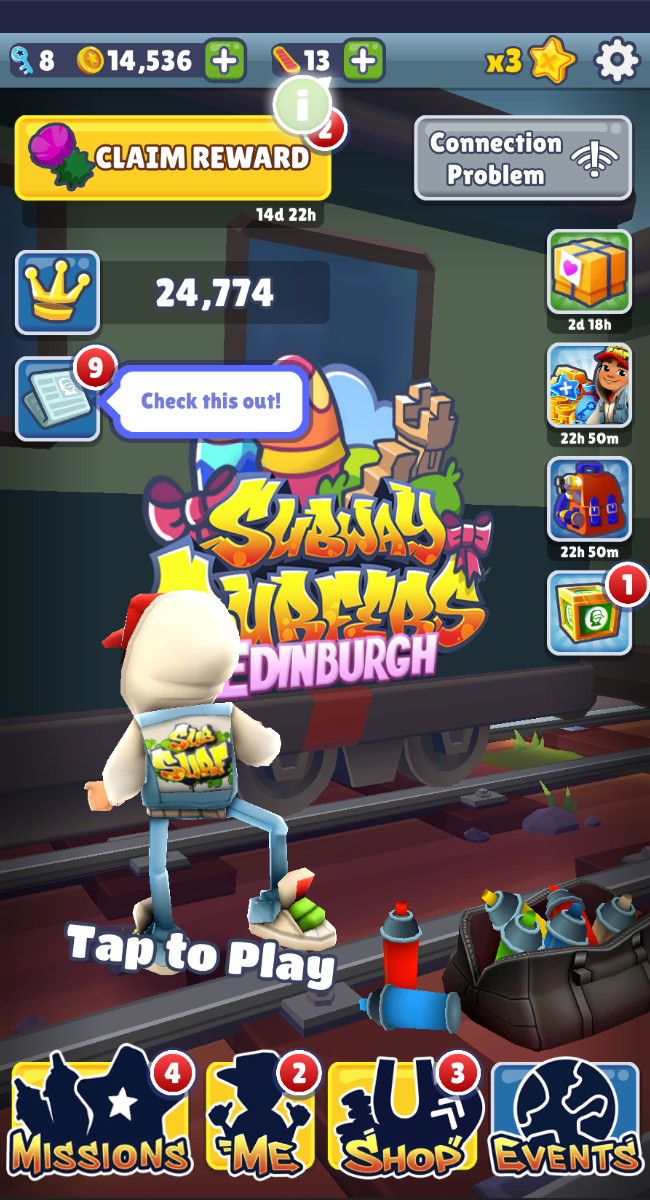 8
14,536
13
x3
i
2
CLAIM REWARD
14d 22h
Connection
Problem
24,774
2d 18h
9
Check this out!
22h 50m
22h 50m
1
SUBWAY
SURFERS
EDINBURGH
SUB
SURF
Tap to Play
4
MISSIONS
2
ME
3
SHOP
EVENTS